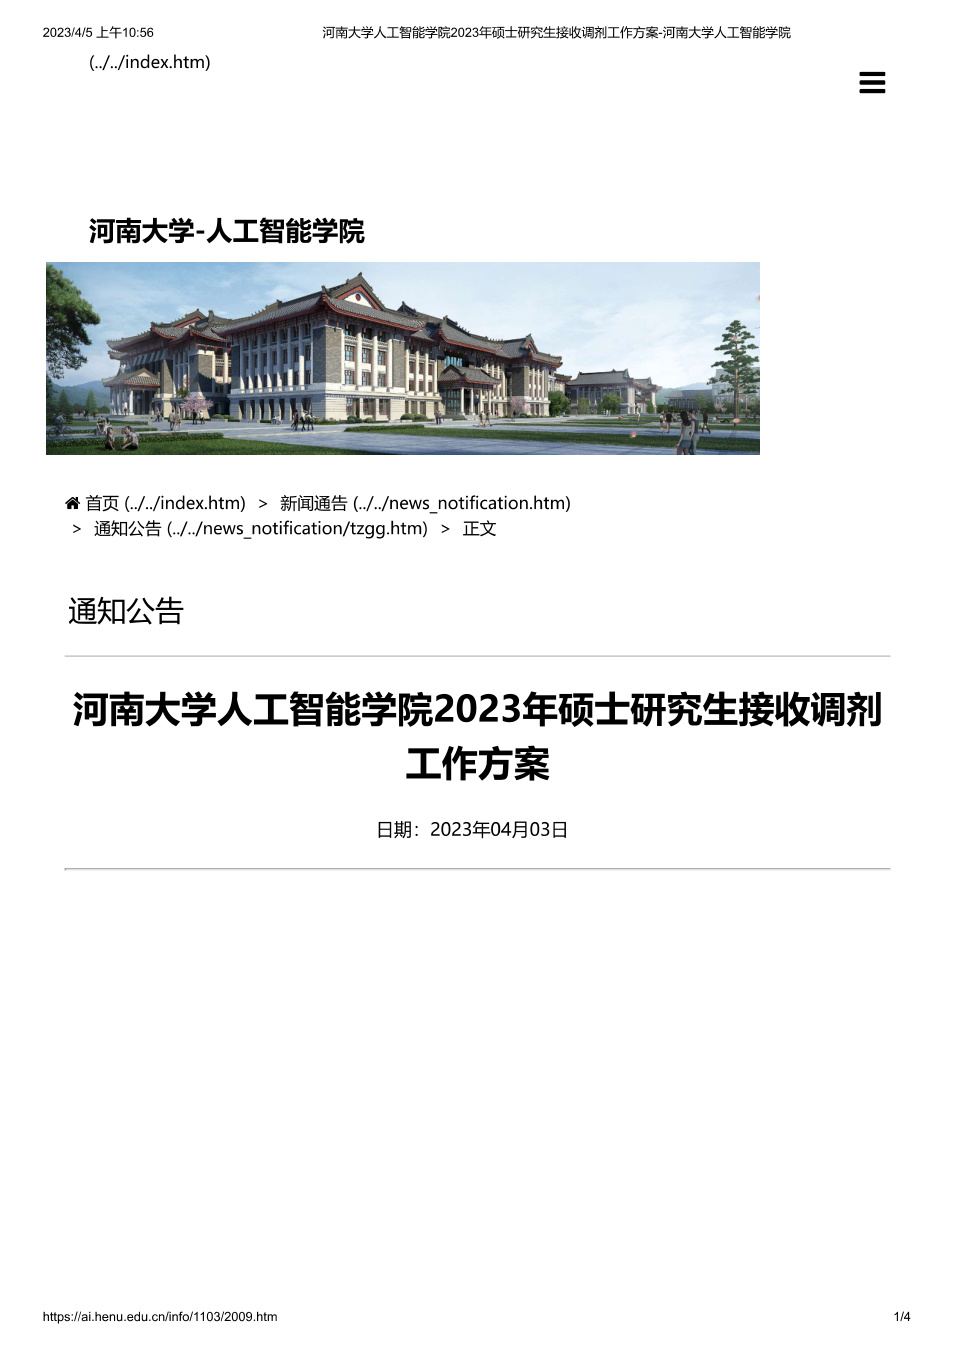 2023/4/5 上午10:56 河南大学人工智能学院2023年硕士研究生接收调剂工作方案-河南大学人工智能学院
(../../index.htm)
河南大学-人工智能学院
首页 (../../index.htm) > 新闻通告 (../../news_notification.htm)
> 通知公告 (../../news_notification/tzgg.htm) > 正文
通知公告
河南大学人工智能学院2023年硕士研究生接收调剂
工作方案
日期：2023年04月03日
https://ai.henu.edu.cn/info/1103/2009.htm 1/4